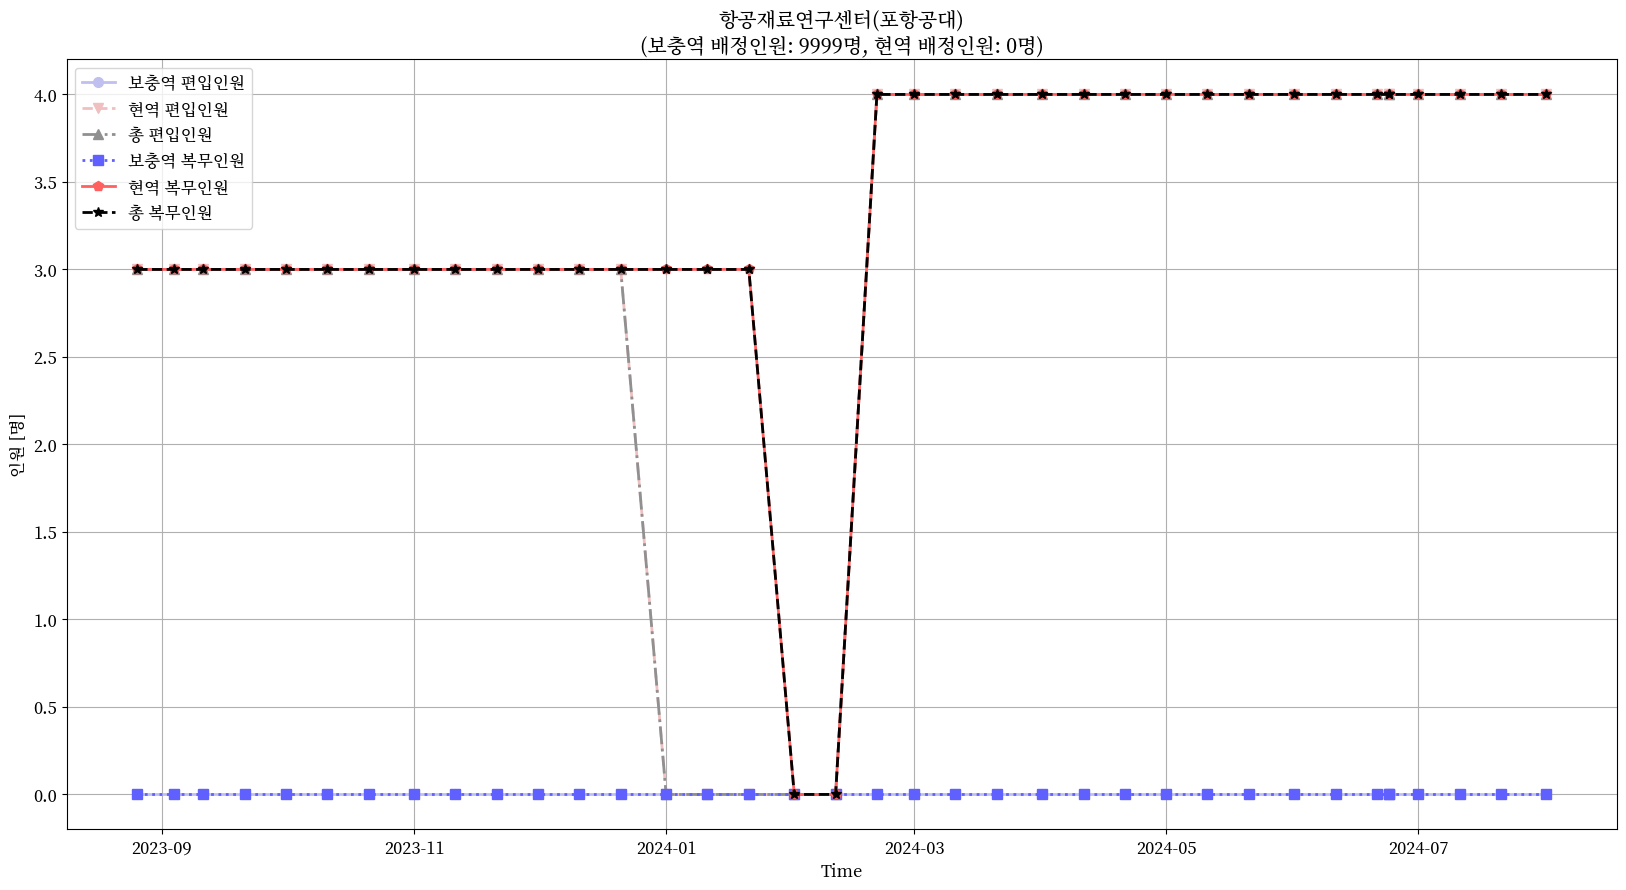 항공재료연구센터(포항공대)
(보충역 배정인원: 9999명, 현역 배정인원: 0명)
보충역 편입인원
현역 편입인원
총 편입인원
보충역 복무인원
현역 복무인원
총 복무인원
인원 [명]
4.0
3.5
3.0
2.5
2.0
1.5
1.0
0.5
0.0
2023-09
2023-11
2024-01
2024-03
2024-05
2024-07
Time